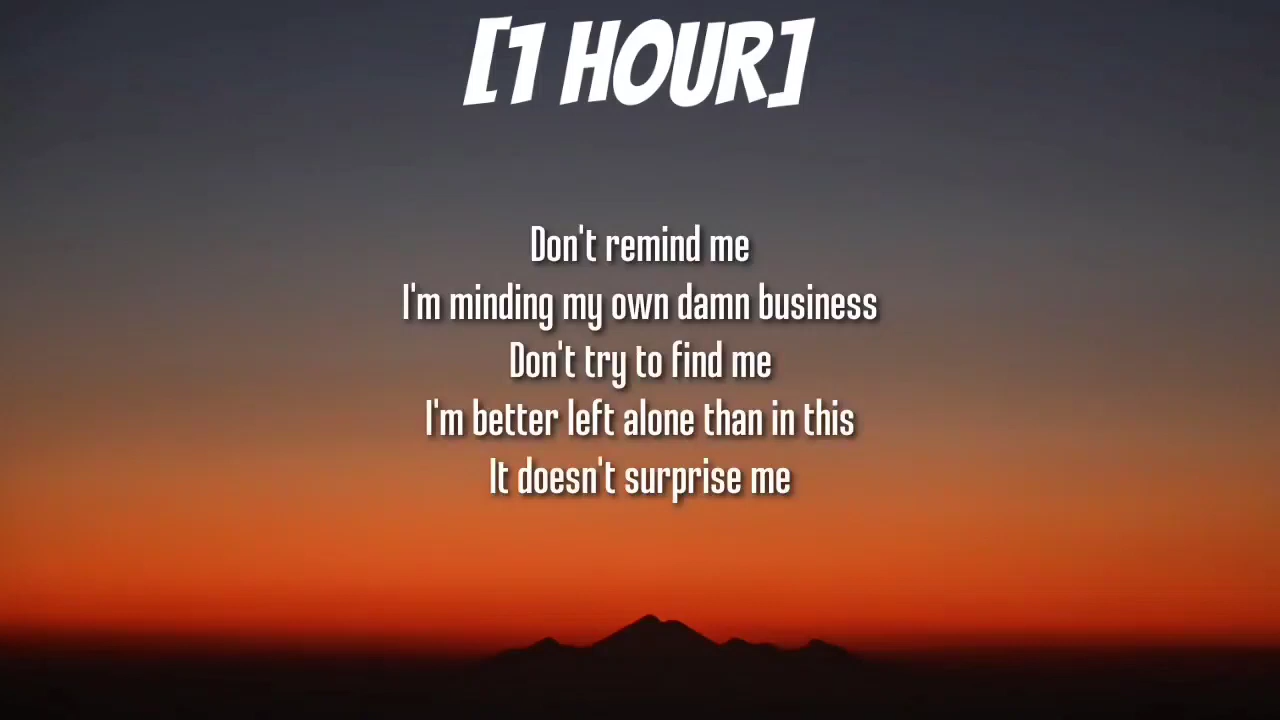 [1 HOUR]
Don't remind me
I'm minding my own damn business
Don't try to find me
I'm better left alone than in this
It doesn't surprise me